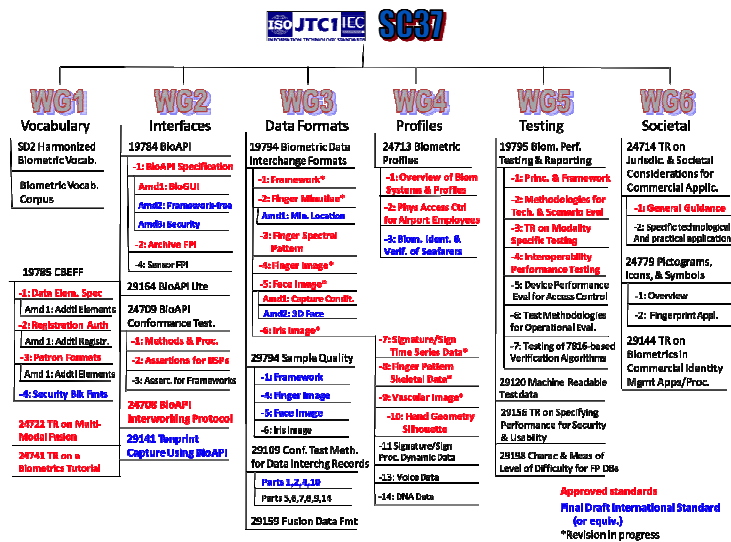 ISO JTC1 IEC SC37
INFORMATION TECHNOLOGY STANDARDS
WG1
Vocabulary
SD2 Harmonized
Biometric Vocab.
Biometric Vocab.
Corpus
19785 CBEFF
-1: Data Elem. Spec
Amd 1: Addtl Elements
-2: Registration Auth
Amd 1: Addtl Registr.
-3: Patron Formats
Amd 1: Addtl Elements
-4: Security Blk Fmts
24722 TR on Multi-
Modal Fusion
24741 TR on a
Biometrics Tutorial
WG2
Interfaces
19784 BioAPI
-1: BioAPI Specification
Amd1: BioGUI
Amd2: Framework-free
Amd3: Security
-2: Archive FPI
-4: Sensor FPI
29164 BioAPI Lite
24709 BioAPI
Conformance Test.
-1: Methods & Proc.
-2: Assertions for BSPs
-3: Assert. for Frameworks
24708 BioAPI
Interworking Protocol
29141 Tenprint
Capture Using BioAPI
WG3
Data Formats
19794 Biometric Data
Interchange Formats
-1: Framework*
-2: Finger Minutiae*
Amd1: Min. Location
-3: Finger Spectral
Pattern
-4: Finger Image*
-5: Face Image*
Amd1: Capture Condit.
Amd2: 3D Face
-6: Iris Image*
29794 Sample Quality
-1: Framework
-4: Finger Image
-5: Face Image
-6: Iris Image
29109 Conf. Test Meth.
for Data Interchg Records
Parts 1,2,4,10
Parts 5,6,7,8,9,14
29159 Fusion Data Fmt
WG4
Profiles
24713 Biometric
Profiles
-1: Overview of Biom
Systems & Profiles
-2: Phys Access Ctrl
for Airport Employees
-3: Biom. Ident. &
Verif. of Seafarers
-7: Signature/Sign
Time Series Data*
-8: Finger Pattern
Skeletal Data*
-9: Vascular Image*
-10: Hand Geometry
Silhouette
-11 Signature/Sign
Proc. Dynamic Data
-13: Voice Data
-14: DNA Data
WG5
Testing
19795 Biom. Perf.
Testing & Reporting
-1: Princ. & Framework
-2: Methodologies for
Tech. & Scenario Eval
-3: TR on Modality
Specific Testing
-4: Interoperability
Performance Testing
-5: Device Performance
Eval for Access Control
-6: Test Methodologies
for Operational Eval.
-7: Testing of 7816-based
Verification Algorithms
29120 Machine Readable
Test data
29156 TR on Specifying
Performance for Security
& Usability
29198 Charac & Meas of
Level of Difficulty for FP DBs
WG6
Societal
24714 TR on
Jurisdic. & Societal
Considerations for
Commercial Applic.
-1: General Guidance
-2: Specific technological
And practical application
24779 Pictograms,
Icons, & Symbols
-1: Overview
-2: Fingerprint Appl.
29144 TR on
Biometrics in
Commercial Identity
Mgmt Apps/Proc.
Approved standards
Final Draft International Standard
(or equiv.)
*Revision in progress